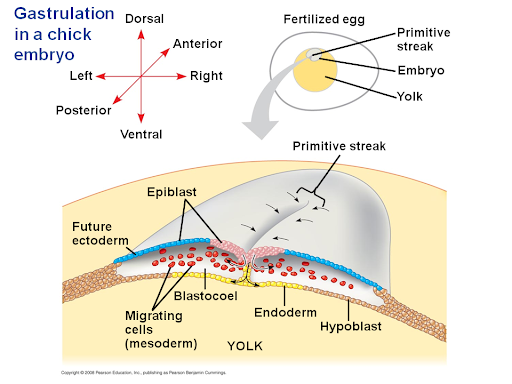 Gastrulation
in a chick
embryo
Dorsal
Anterior
Left
Right
Posterior
Ventral
Fertilized egg
Primitive
streak
Embryo
Yolk
Primitive streak
Epiblast
Future
ectoderm
Blastocoel
Endoderm
Migrating
cells
(mesoderm)
Hypoblast
YOLK
Copyright © 2008 Pearson Education, Inc., publishing as Pearson Benjamin Cummings.